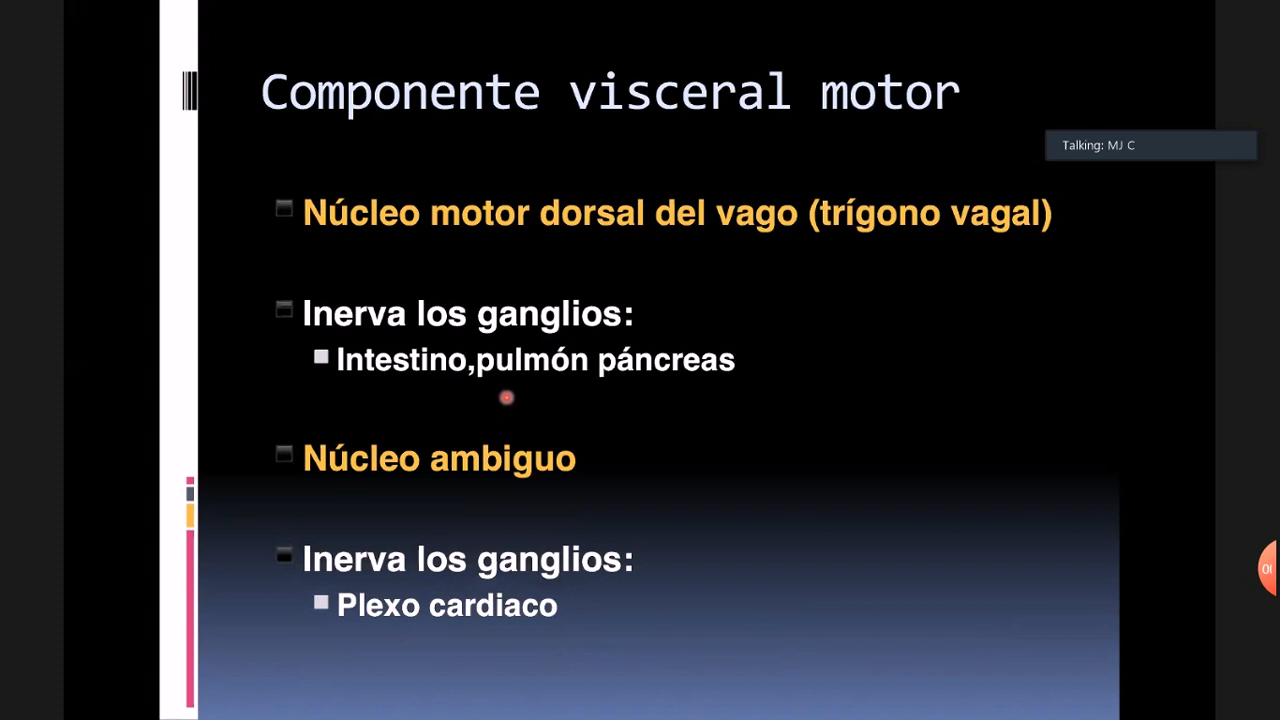 Componente visceral motor
Talking: MJ C
Núcleo motor dorsal del vago (trígono vagal)
Inerva los ganglios:
Intestino,pulmón páncreas
Núcleo ambiguo
Inerva los ganglios:
Plexo cardiaco